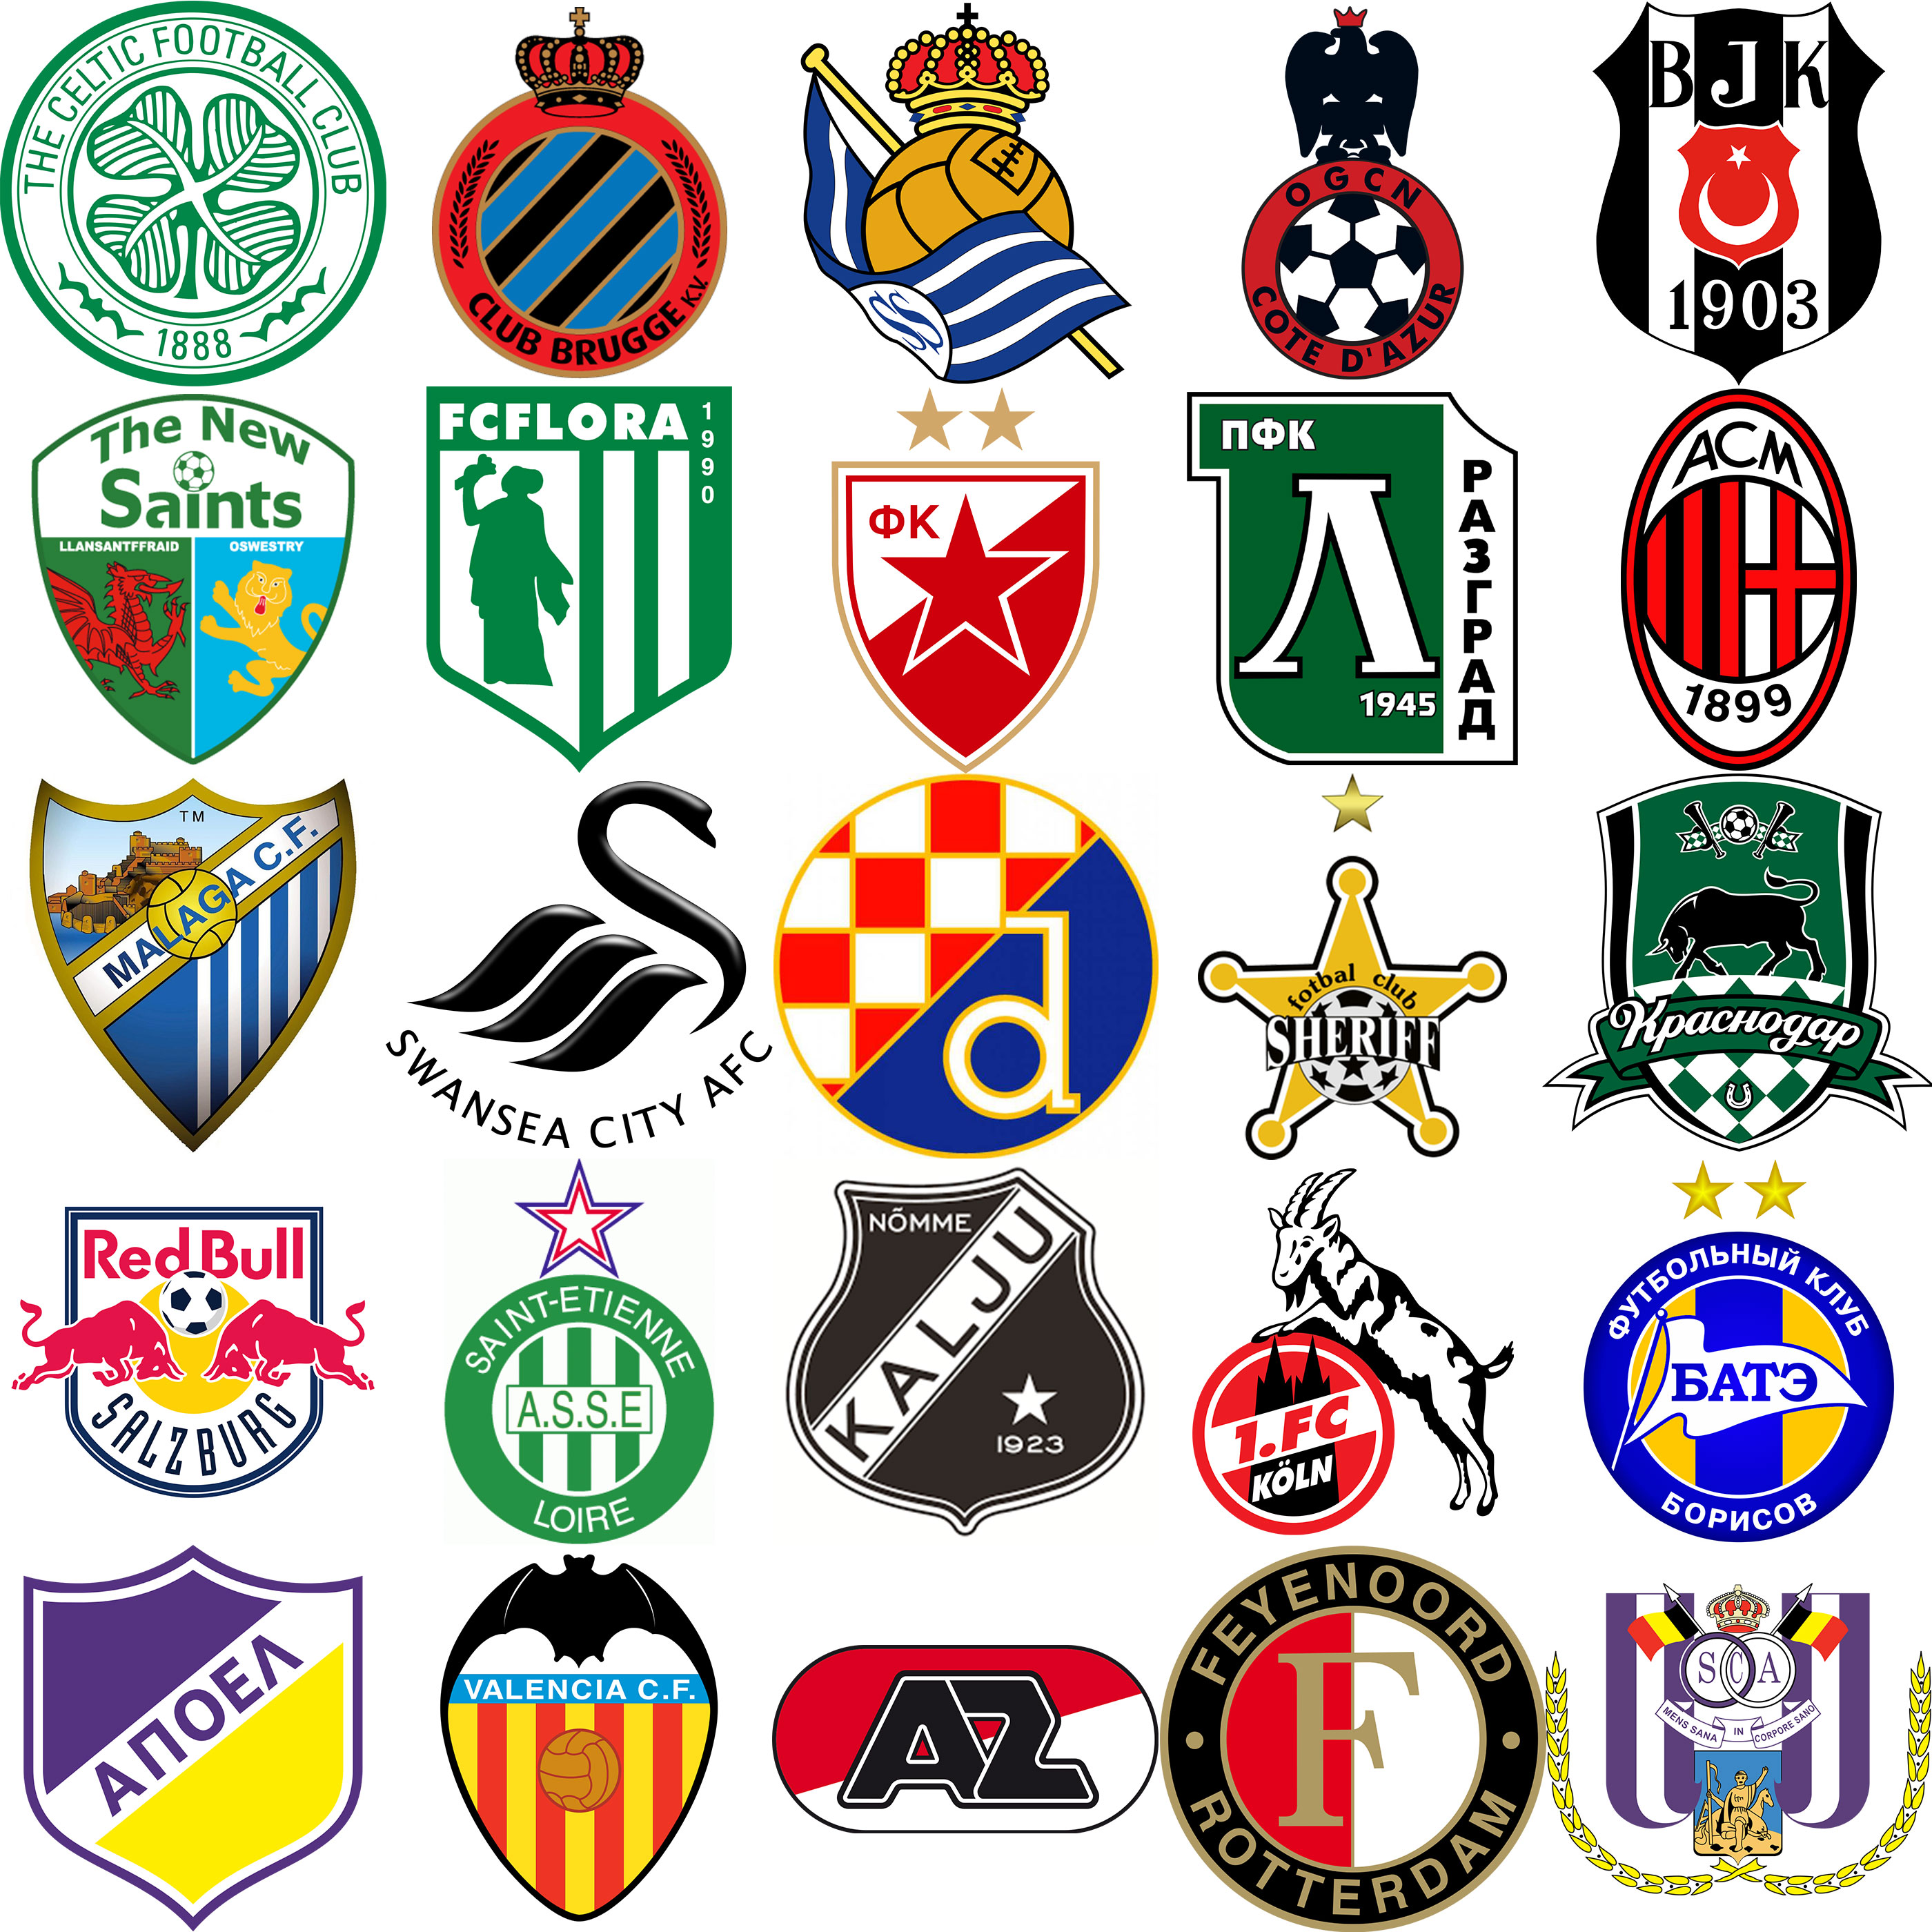 THE CELTIC FOOTBALL CLUB
1888
CLUB BRUGGE K.V.
SS
OGCN
COTE D'AZUR
BJK
1903
The New
Saints
LLANSANTFFRAID
OSWESTRY
FCFLORA
1990
ФК
ПФК
Л
РАЗГРАД
1945
ACM
1899
TM
MALAGA C.F.
SWANSEA CITY AFC
d
fotbal club
SHERIFF
Краснодар
Red Bull
SALZBURG
SAINT-ETIENNE
A.S.S.E
LOIRE
NÕMME
KALJU
1923
1.FC
KÖLN
ФУТБОЛЬНЫЙ КЛУБ
БАТЭ
БОРИСОВ
ΑΠΟΕΛ
VALENCIA C.F.
AZ
FEYENOORD
F
ROTTERDAM
SCA
MENS SANA IN CORPORE SANO